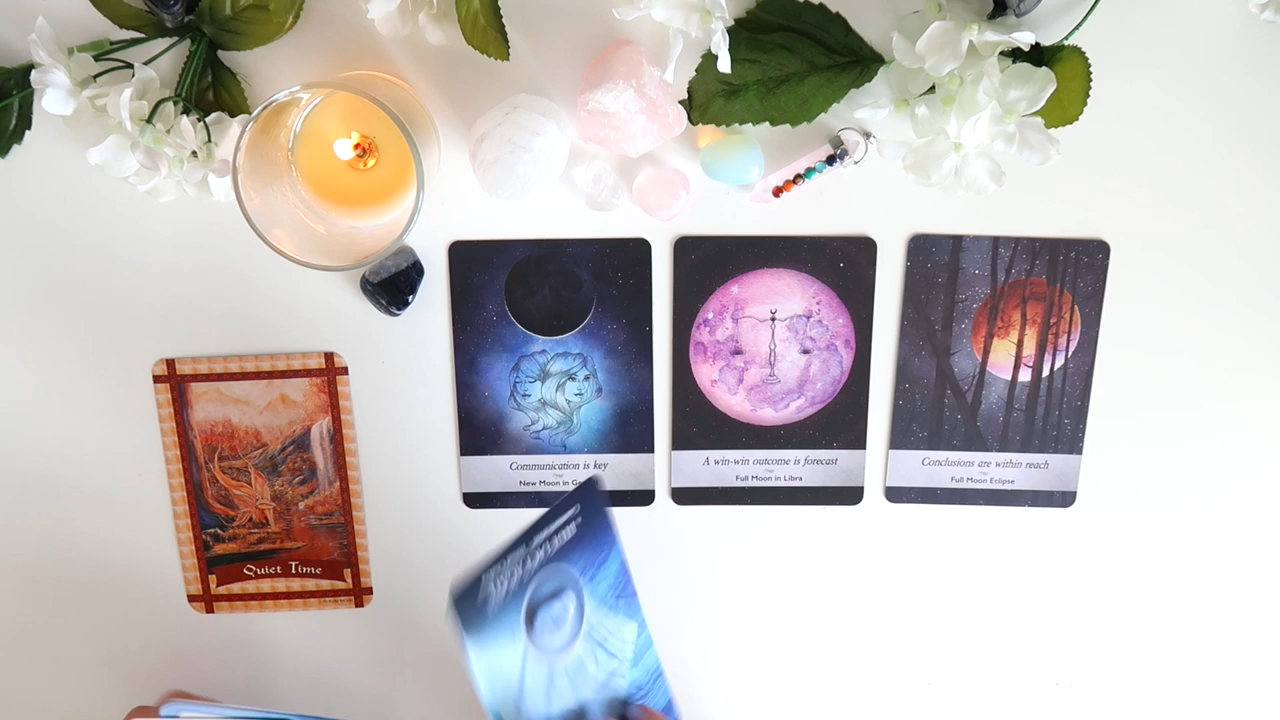 Communication is key
New Moon in
A win-win outcome is forecast
Full Moon in Libra
Conclusions are within reach
Full Moon Eclipse
Quiet Time